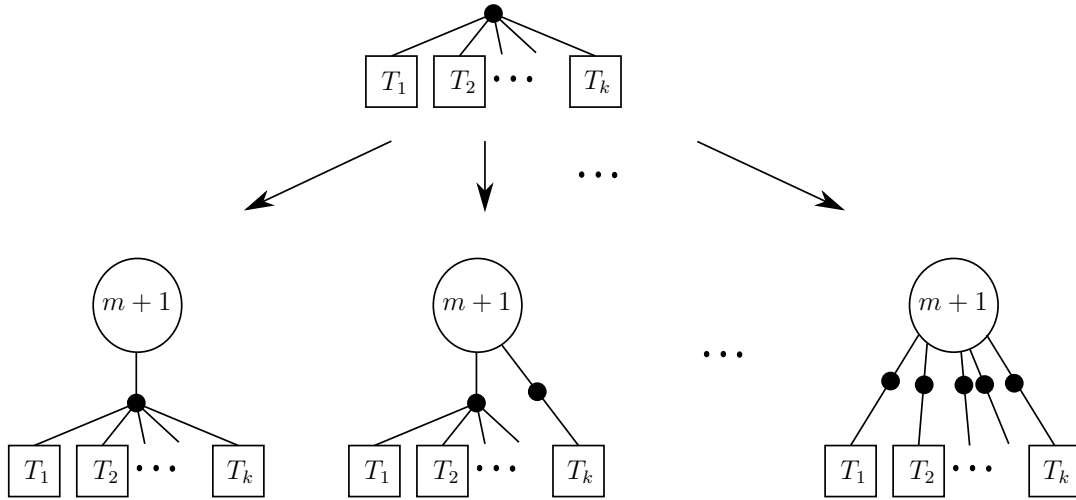 T₁ T₂ ... Tₖ
...
m + 1 m + 1 ... m + 1
T₁ T₂ ... Tₖ T₁ T₂ ... Tₖ T₁ T₂ ... Tₖ